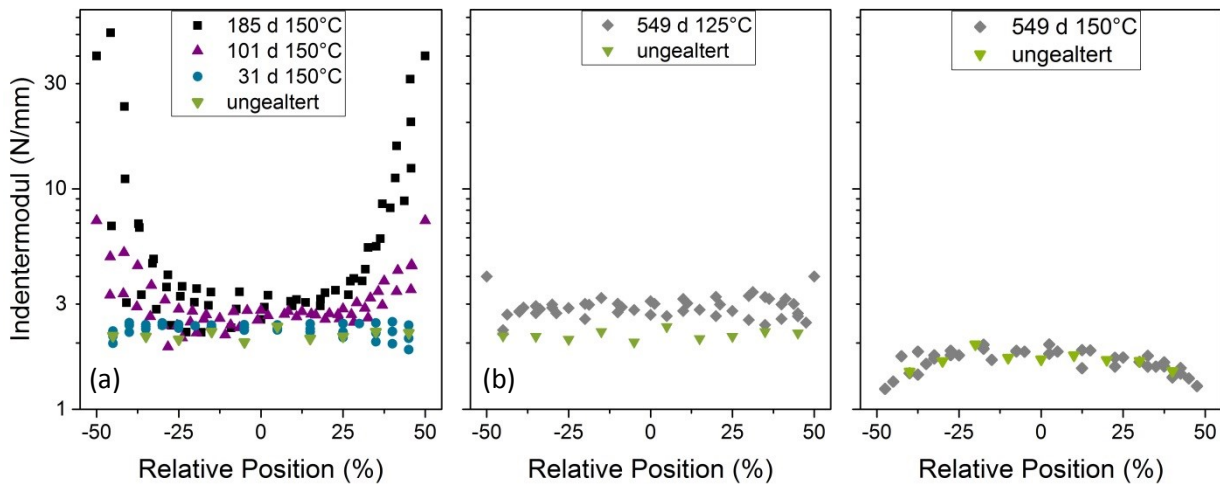 185 d 150°C
101 d 150°C
31 d 150°C
ungealtert
549 d 125°C
ungealtert
549 d 150°C
ungealtert
Indentermodul (N/mm)
30
10
3
1
(a)
(b)
-50 -25 0 25 50
-50 -25 0 25 50
-50 -25 0 25 50
Relative Position (%)
Relative Position (%)
Relative Position (%)